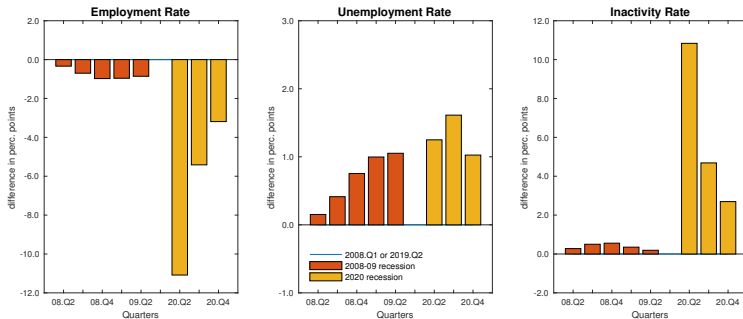 Employment Rate
difference in perc. points
2.0
0.0
-2.0
-4.0
-6.0
-8.0
-10.0
-12.0
08.Q2 08.Q4 09.Q2 20.Q2 20.Q4
Quarters
Unemployment Rate
difference in perc. points
3.0
2.0
1.0
0.0
-1.0
2008.Q1 or 2019.Q2
2008-09 recession
2020 recession
08.Q2 08.Q4 09.Q2 20.Q2 20.Q4
Quarters
Inactivity Rate
difference in perc. points
12.0
10.0
8.0
6.0
4.0
2.0
0.0
-2.0
08.Q2 08.Q4 09.Q2 20.Q2 20.Q4
Quarters